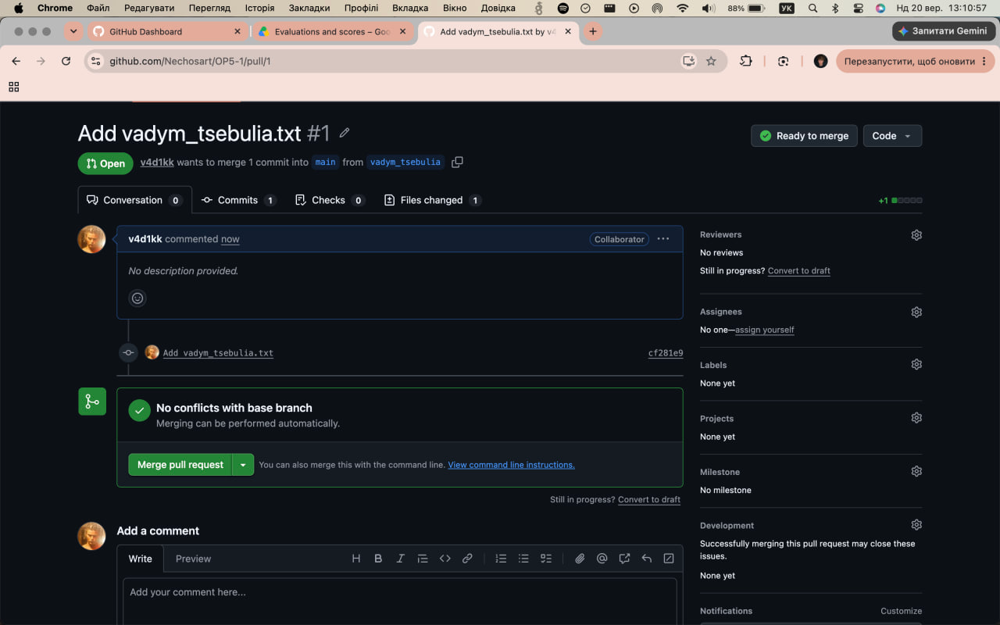 Chrome Файл Редагувати Перегляд Історія Закладки Профілі Вкладка Вікно Довідка 88% УК Нд 20 вер. 13:10:57
GitHub Dashboard Evaluations and scores – Goo Add vadym_tsebulia.txt by v4 Запитати Gemini
github.com/Nechosart/OP5-1/pull/1 Перезапустити, щоб оновити
Add vadym_tsebulia.txt #1
Ready to merge Code
Open v4d1kk wants to merge 1 commit into main from vadym_tsebulia
Conversation 0 Commits 1 Checks 0 Files changed 1 +1
v4d1kk commented now Collaborator
No description provided.
Add vadym_tsebulia.txt cf281e9
No conflicts with base branch
Merging can be performed automatically.
Merge pull request You can also merge this with the command line. View command line instructions.
Still in progress? Convert to draft
Add a comment
Write Preview
Add your comment here...
Reviewers
No reviews
Still in progress? Convert to draft
Assignees
No one—assign yourself
Labels
None yet
Projects
None yet
Milestone
No milestone
Development
Successfully merging this pull request may close these
issues.
None yet
Notifications Customize